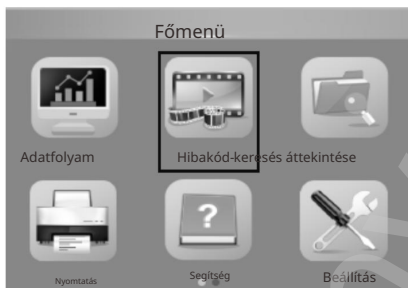 Főmenü
Adatfolyam Hibakód-keresés áttekintése
Nyomtatás Segítség Beállítás